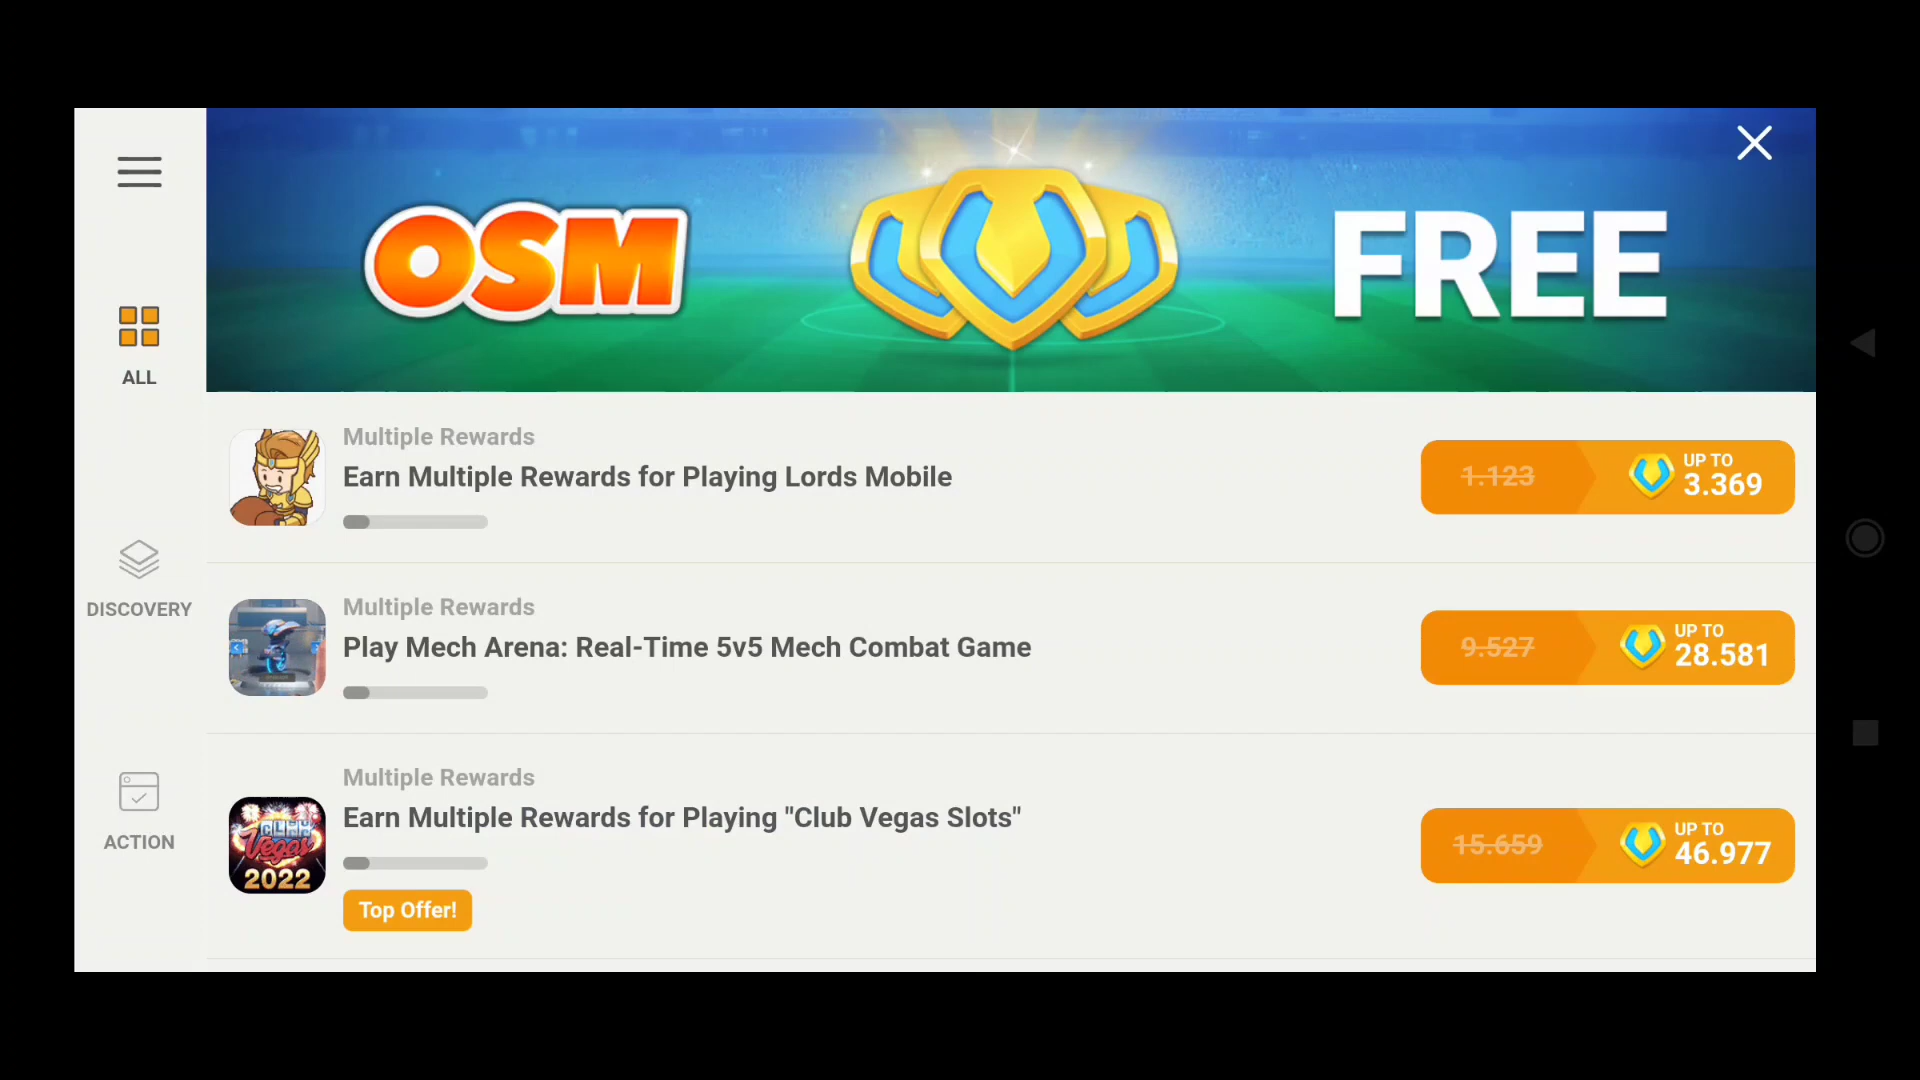 OSM
FREE
ALL
DISCOVERY
ACTION
Multiple Rewards
Earn Multiple Rewards for Playing Lords Mobile
1.123
UP TO
3.369
Multiple Rewards
Play Mech Arena: Real-Time 5v5 Mech Combat Game
9.527
UP TO
28.581
Multiple Rewards
Earn Multiple Rewards for Playing "Club Vegas Slots"
CLUB
Vegas
2022
Top Offer!
15.659
UP TO
46.977